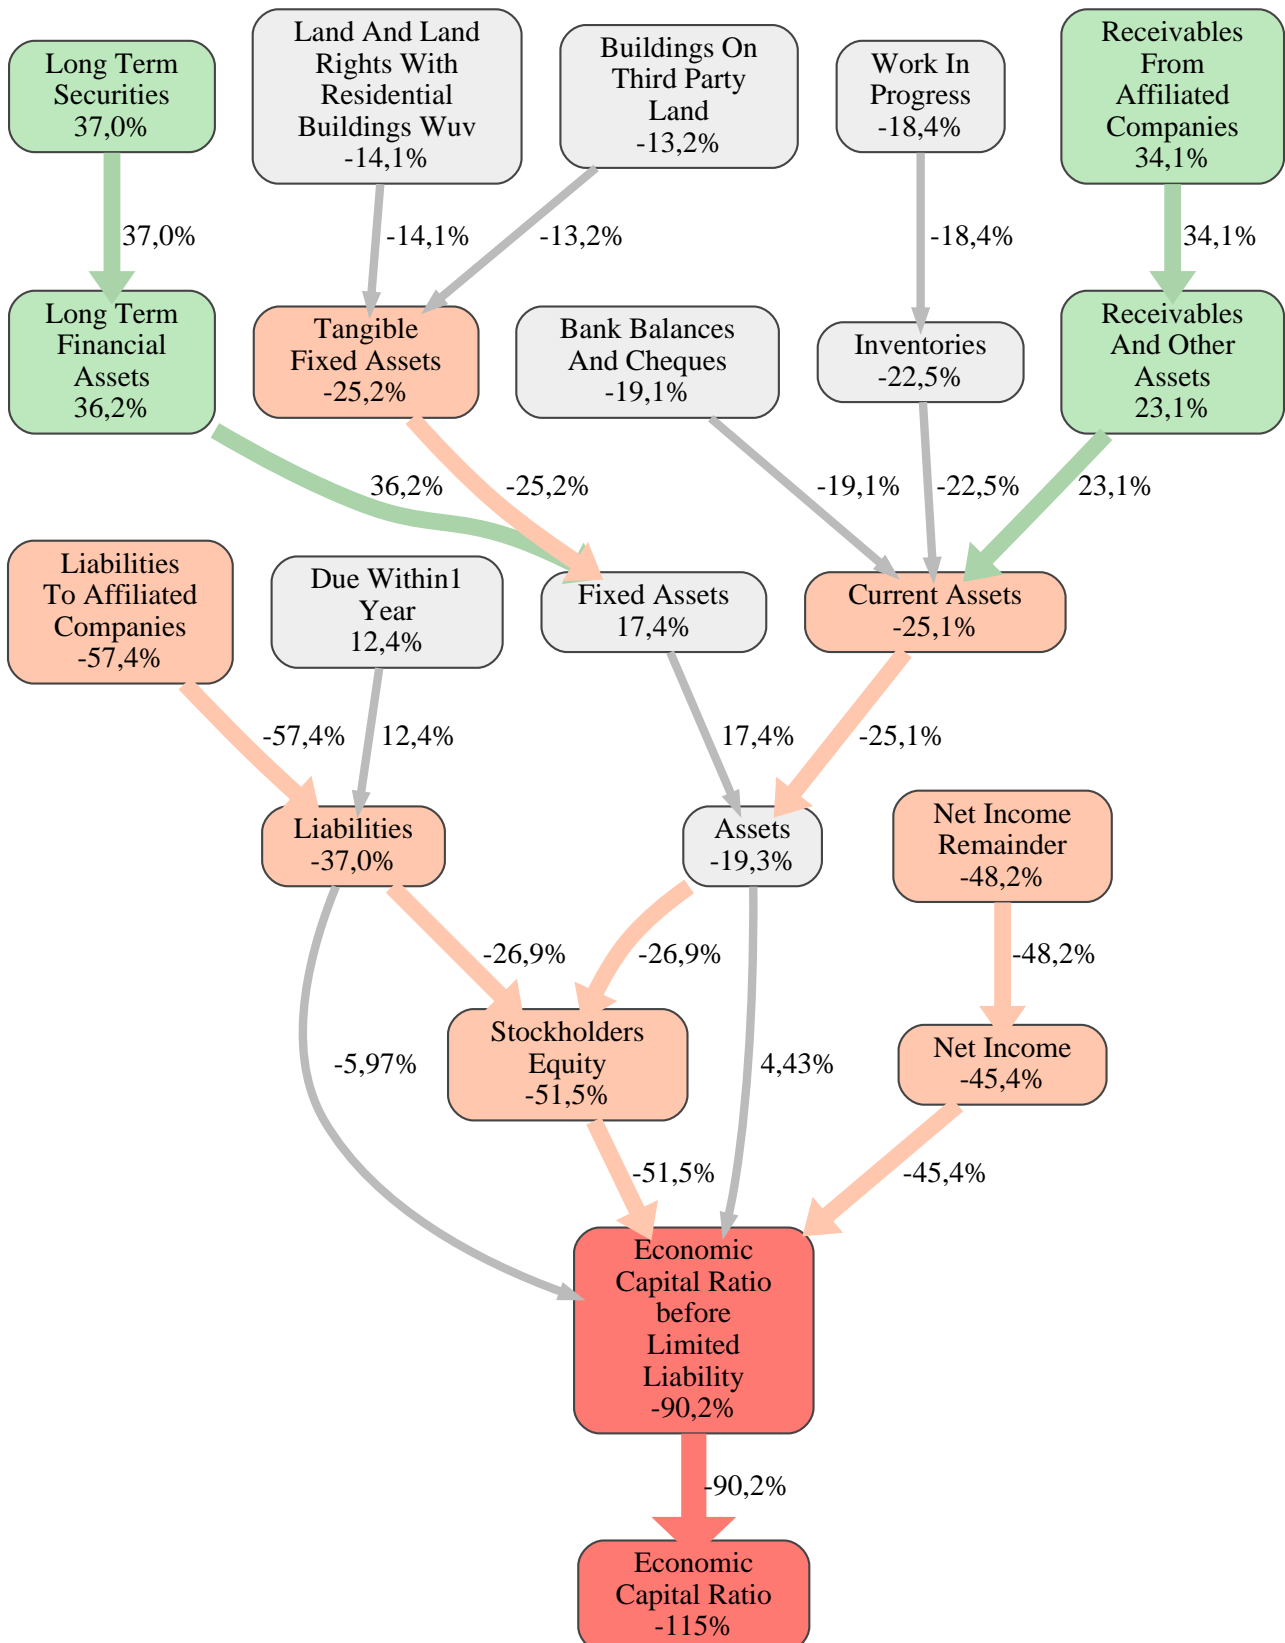 Long Term
Securities
37,0%
Land And Land
Rights With
Residential
Buildings Wuv
-14,1%
Buildings On
Third Party
Land
-13,2%
Work In
Progress
-18,4%
Receivables
From
Affiliated
Companies
34,1%
37,0%
-14,1%
-13,2%
-18,4%
34,1%
Long Term
Financial
Assets
36,2%
Tangible
Fixed Assets
-25,2%
Bank Balances
And Cheques
-19,1%
Inventories
-22,5%
Receivables
And Other
Assets
23,1%
36,2%
-25,2%
-19,1%
-22,5%
23,1%
Liabilities
To Affiliated
Companies
-57,4%
Due Within1
Year
12,4%
Fixed Assets
17,4%
Current Assets
-25,1%
-57,4%
12,4%
17,4%
-25,1%
Liabilities
-37,0%
Assets
-19,3%
Net Income
Remainder
-48,2%
-26,9%
-26,9%
-48,2%
Stockholders
Equity
-51,5%
-5,97%
4,43%
Net Income
-45,4%
-51,5%
-45,4%
Economic
Capital Ratio
before
Limited
Liability
-90,2%
-90,2%
Economic
Capital Ratio
-115%